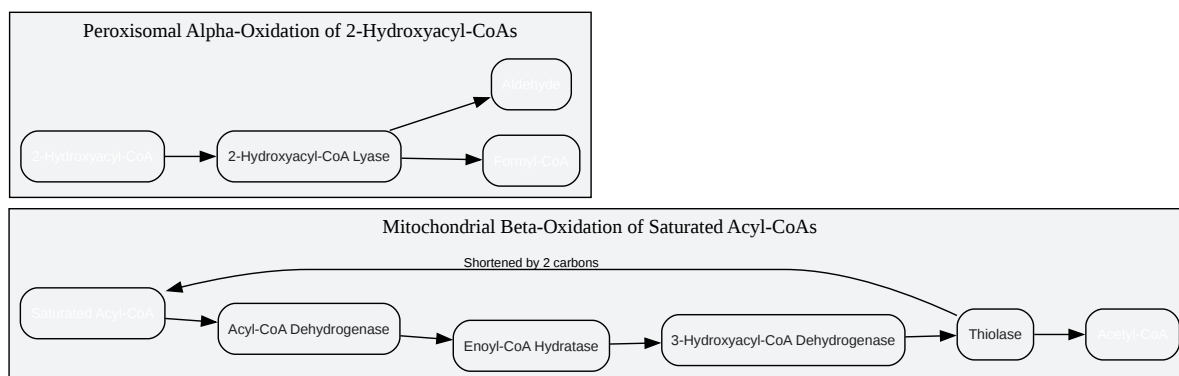 Peroxisomal Alpha-Oxidation of 2-Hydroxyacyl-CoAs
Aldehyde
2-Hydroxyacyl-CoA
2-Hydroxyacyl-CoA Lyase
Formyl-CoA
Mitochondrial Beta-Oxidation of Saturated Acyl-CoAs
Shortened by 2 carbons
Saturated Acyl-CoA
Acyl-CoA Dehydrogenase
Enoyl-CoA Hydratase
3-Hydroxyacyl-CoA Dehydrogenase
Thiolase
Acetyl-CoA